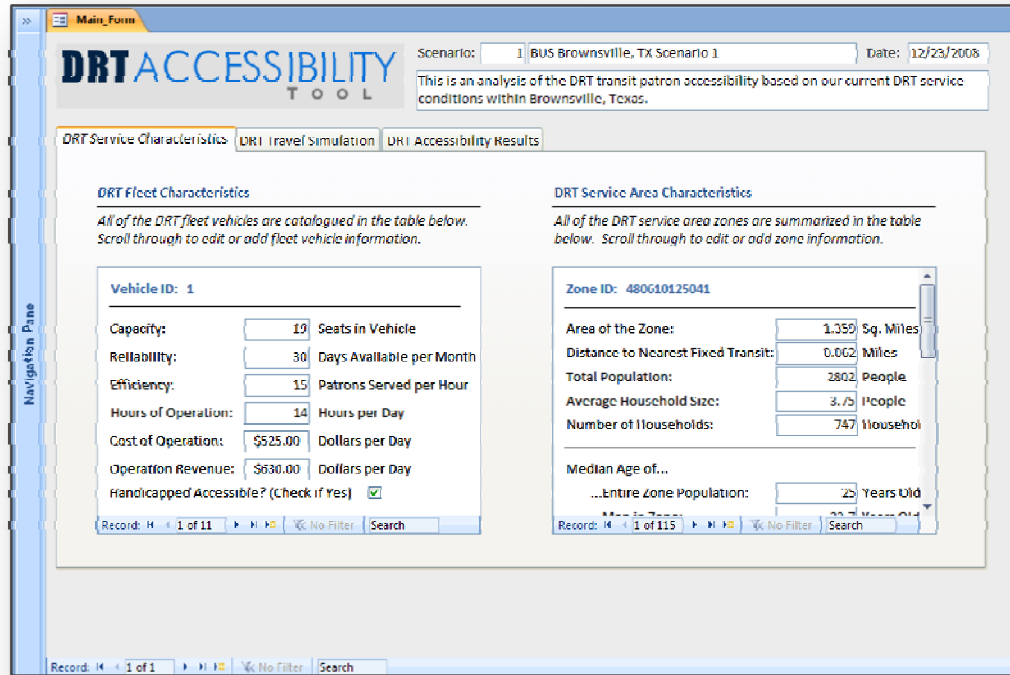 Main_Form
DRT ACCESSIBILITY
TOOL
Scenario: 1 BUS Brownsville, TX Scenario 1 Date: 12/23/2008
This is an analysis of the DRT transit patron accessibility based on our current DRT service
conditions within Brownsville, Texas.
DRT Service Characteristics DRT Travel Simulation DRT Accessibility Results
DRT Fleet Characteristics
All of the DRT fleet vehicles are catalogued in the table below.
Scroll through to edit or add fleet vehicle information.
Vehicle ID: 1
Capacity: 19 Seats in Vehicle
Reliability: 30 Days Available per Month
Efficiency: 15 Patrons Served per Hour
Hours of Operation: 14 Hours per Day
Cost of Operation: $525.00 Dollars per Day
Operation Revenue: $630.00 Dollars per Day
Handicapped Accessible? (Check if Yes)
Record: 1 of 11 No Filter Search
DRT Service Area Characteristics
All of the DRT service area zones are summarized in the table
below. Scroll through to edit or add zone information.
Zone ID: 480610125041
Area of the Zone: 1.359 Sq. Miles
Distance to Nearest Fixed Transit: 0.062 Miles
Total Population: 2802 People
Average Household Size: 3.75 People
Number of Households: 747 Househol
Median Age of...
...Entire Zone Population: 25 Years Old
Record: 1 of 115 No Filter Search
Navigation Pane
Record: 1 of 1 No Filter Search